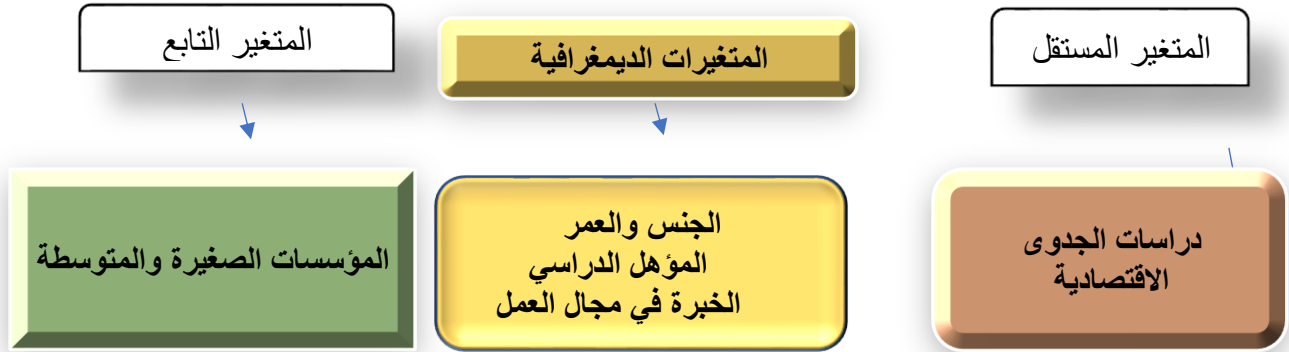 المتغير المستقل
المتغيرات الديمغرافية
المتغير التابع
دراسات الجدوى
الاقتصادية
الجنس والعمر
المؤهل الدراسي
الخبرة في مجال العمل
المؤسسات الصغيرة والمتوسطة